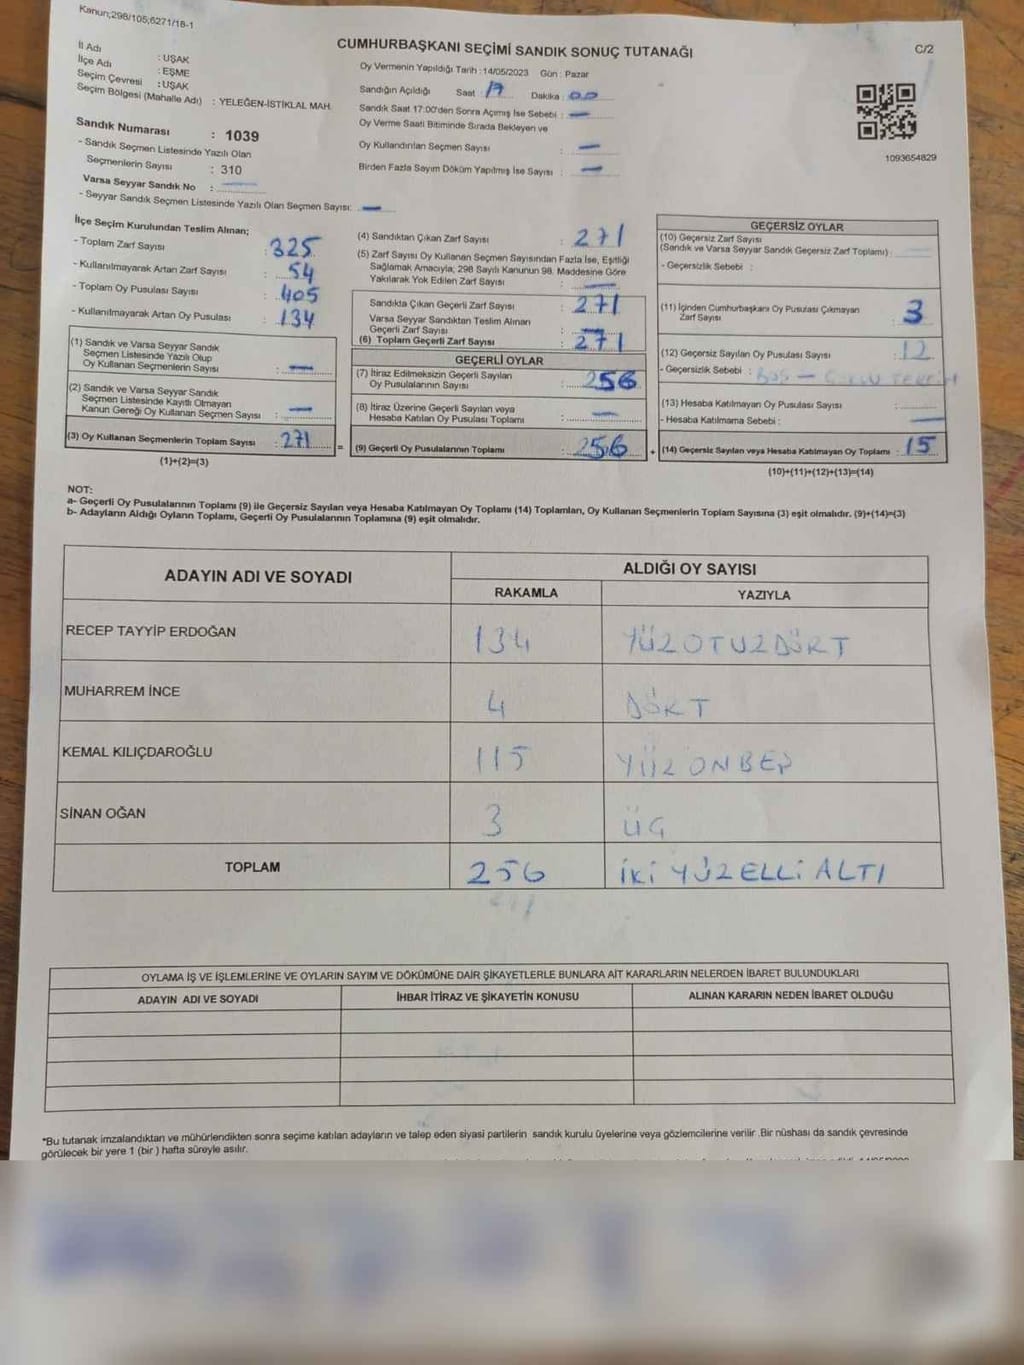 Kanun;298/105;6271/18-1
CUMHURBAŞKANI SEÇİMİ SANDIK SONUÇ TUTANAĞI
C/2
İl Adı : UŞAK
İlçe Adı : EŞME
Seçim Çevresi : UŞAK
Seçim Bölgesi (Mahalle Adı) : YELEĞEN-İSTİKLAL MAH.
Sandık Numarası : 1039
- Sandık Seçmen Listesinde Yazılı Olan
Seçmenlerin Sayısı : 310
Varsa Seyyar Sandık No :
- Seyyar Sandık Seçmen Listesinde Yazılı Olan Seçmen Sayısı: —
Oy Vermenin Yapıldığı Tarih : 14/05/2023 Gün : Pazar
Sandığın Açıldığı Saat : 17 Dakika : 00
Sandık Saat 17:00'den Sonra Açımış İse Sebebi : —
Oy Verme Saati Bitiminde Sırada Bekleyen ve
Oy Kullandırılan Seçmen Sayısı : —
Birden Fazla Sayım Döküm Yapılmış İse Sayısı : —
1093654829
İlçe Seçim Kurulundan Teslim Alınan;
- Toplam Zarf Sayısı : 325
- Kullanılmayarak Artan Zarf Sayısı : 54
- Toplam Oy Pusulası Sayısı : 405
- Kullanılmayarak Artan Oy Pusulası : 134
(1) Sandık ve Varsa Seyyar Sandık
Seçmen Listesinde Yazılı Olup
Oy Kullanan Seçmenlerin Sayısı : —
(2) Sandık ve Varsa Seyyar Sandık
Seçmen Listesinde Kayıtlı Olmayan
Kanun Gereği Oy Kullanan Seçmen Sayısı : —
(3) Oy Kullanan Seçmenlerin Toplam Sayısı : 271 =
(1)+(2)=(3)
(4) Sandıktan Çıkan Zarf Sayısı : 271
(5) Zarf Sayısı Oy Kullanan Seçmen Sayısından Fazla İse, Eşitliği
Sağlamak Amacıyla; 298 Sayılı Kanunun 98. Maddesine Göre
Yakılarak Yok Edilen Zarf Sayısı : —
Sandıkta Çıkan Geçerli Zarf Sayısı : 271
Varsa Seyyar Sandıktan Teslim Alınan
Geçerli Zarf Sayısı : —
(6) Toplam Geçerli Zarf Sayısı : 271
GEÇERLİ OYLAR
(7) İtiraz Edilmeksizin Geçerli Sayılan
Oy Pusulalarının Sayısı : 256
(8) İtiraz Üzerine Geçerli Sayılan veya
Hesaba Katılan Oy Pusulası Toplamı : —
(9) Geçerli Oy Pusulalarının Toplamı : 256 +
GEÇERSİZ OYLAR
(10) Geçersiz Zarf Sayısı
(Sandık ve Varsa Seyyar Sandık Geçersiz Zarf Toplamı) :
- Geçersizlik Sebebi :
(11) İçinden Cumhurbaşkanı Oy Pusulası Çıkmayan
Zarf Sayısı : 3
(12) Geçersiz Sayılan Oy Pusulası Sayısı : 12
- Geçersizlik Sebebi : BOŞ —
(13) Hesaba Katılmayan Oy Pusulası Sayısı :
- Hesaba Katılmama Sebebi : —
(14) Geçersiz Sayılan veya Hesaba Katılmayan Oy Toplamı : 15
(10)+(11)+(12)+(13)=(14)
NOT:
a- Geçerli Oy Pusulalarının Toplamı (9) ile Geçersiz Sayılan veya Hesaba Katılmayan Oy Toplamı (14) Toplamları, Oy Kullanan Seçmenlerin Toplam Sayısına (3) eşit olmalıdır. (9)+(14)=(3)
b- Adayların Aldığı Oyların Toplamı, Geçerli Oy Pusulalarının Toplamına (9) eşit olmalıdır.
ADAYIN ADI VE SOYADI ALDIĞI OY SAYISI
RAKAMLA YAZIYLA
RECEP TAYYİP ERDOĞAN 134 YÜZOTUZDÖRT
MUHARREM İNCE 4 DÖRT
KEMAL KILIÇDAROĞLU 115 YÜZ ONBEŞ
SİNAN OĞAN 3 ÜÇ
TOPLAM 256 İKİ YÜZELLİ ALTI
OYLAMA İŞ VE İŞLEMLERİNE VE OYLARIN SAYIM VE DÖKÜMÜNE DAİR ŞİKAYETLERLE BUNLARA AİT KARARLARIN NELERDEN İBARET BULUNDUKLARI
ADAYIN ADI VE SOYADI İHBAR İTİRAZ VE ŞİKAYETİN KONUSU ALINAN KARARIN NEDEN İBARET OLDUĞU
*Bu tutanak imzalandıktan ve mühürlendikten sonra seçime katılan adayların ve talep eden siyasi partilerin sandık kurulu üyelerine veya gözlemcilerine verilir .Bir nüshası da sandık çevresinde
görülecek bir yere 1 (bir ) hafta süreyle asılır.